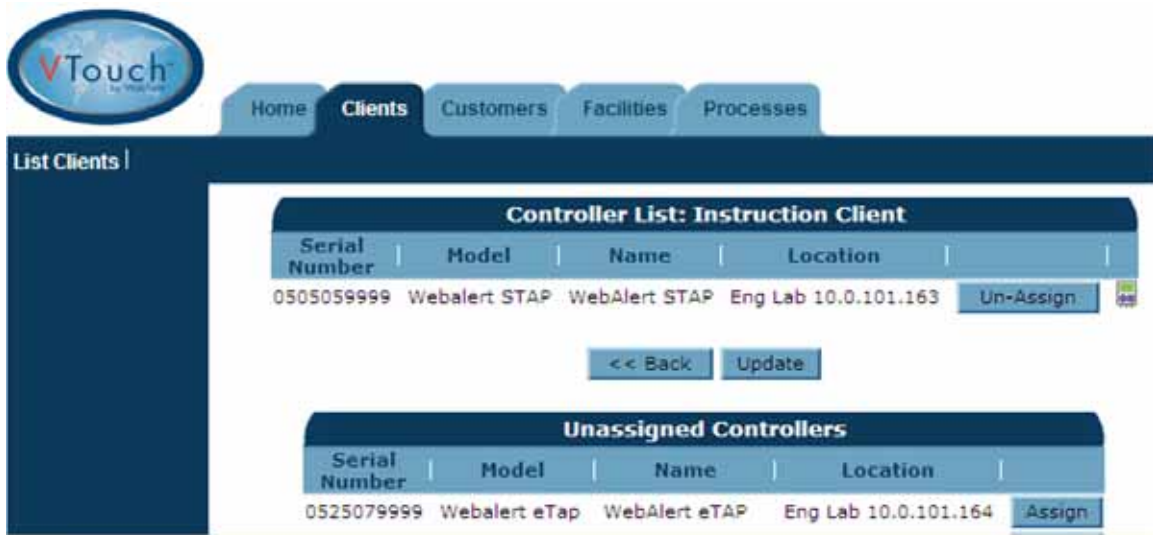 VTouch
Home Clients Customers Facilities Processes
List Clients |
Controller List: Instruction Client
Serial Number | Model | Name | Location | |
0505059999 Webalert STAP WebAlert STAP Eng Lab 10.0.101.163 Un-Assign
<< Back Update
Unassigned Controllers
Serial Number | Model | Name | Location |
0525079999 Webalert eTap WebAlert eTAP Eng Lab 10.0.101.164 Assign